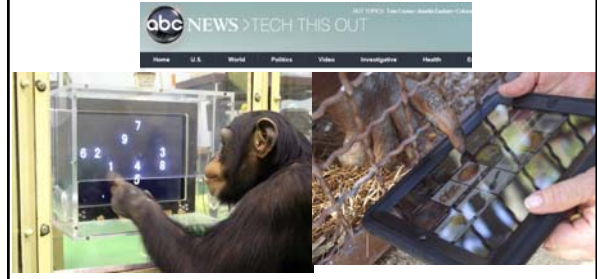 HOT TOPICS:
abc NEWS >TECH THIS OUT
Home U.S. World Politics Video Investigative Health
7
9
6 2 3
1 4 8
5